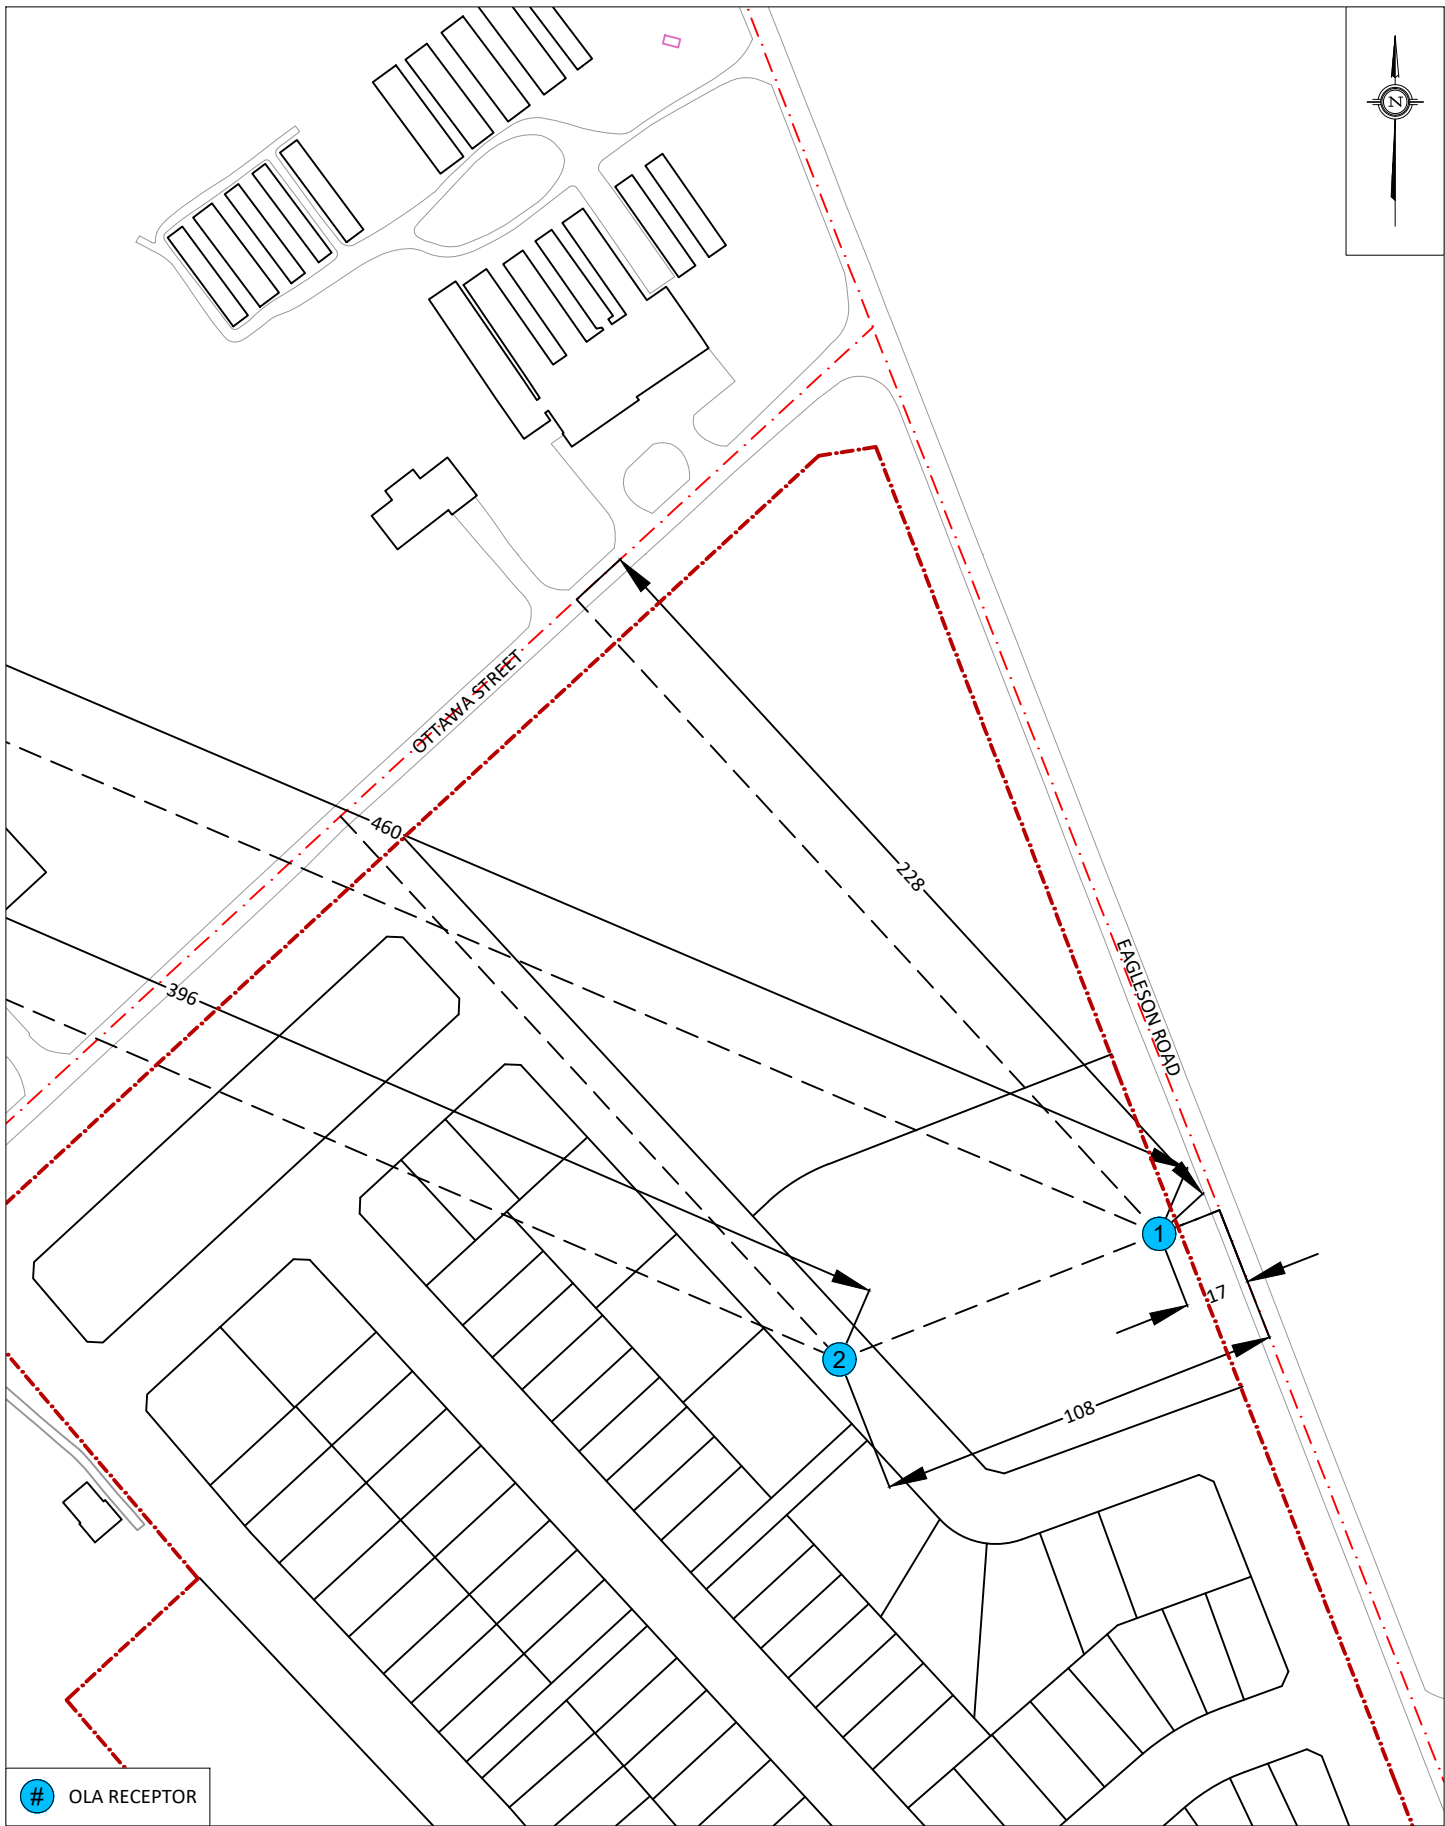 N
OTTAWA STREET
460
228
396
EAGLESON ROAD
1
17
2
108
# OLA RECEPTOR